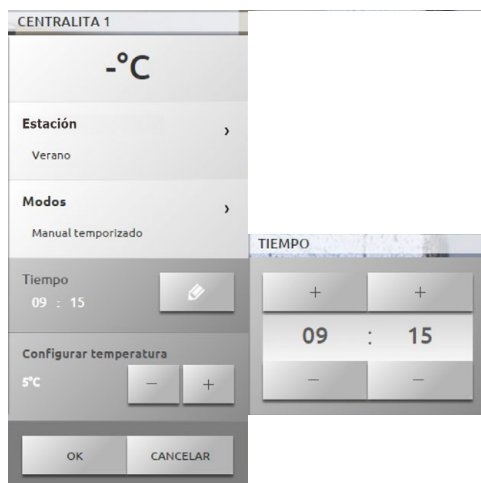 CENTRALITA 1
-°C
Estación
›
Verano
Modos
›
Manual temporizado
Tiempo
09 : 15
Configurar temperatura
5°C
− +
OK CANCELAR
TIEMPO
+ +
09 : 15
− −